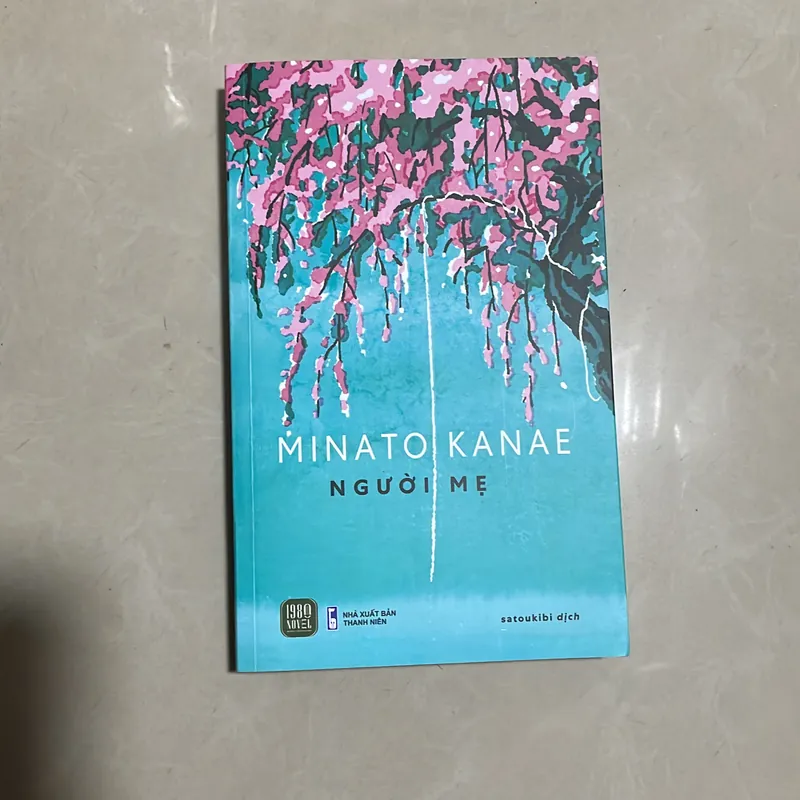 MINATO KANAE
NGƯỜI MẸ
1980
NOVEL
NHÀ XUẤT BẢN
THANH NIÊN
satoukibi dịch